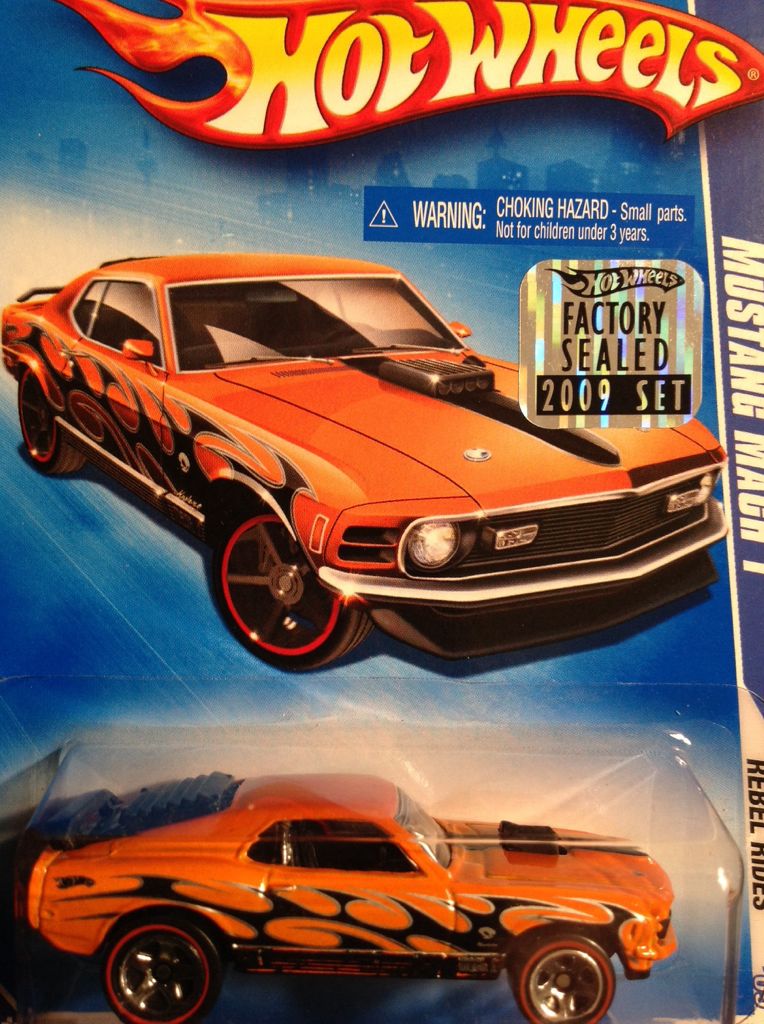 HOT WHEELS®
WARNING: CHOKING HAZARD - Small parts.
Not for children under 3 years.
HOT WHEELS
FACTORY
SEALED
2009 SET
MUSTANG MACH 1
REBEL RIDES
'09